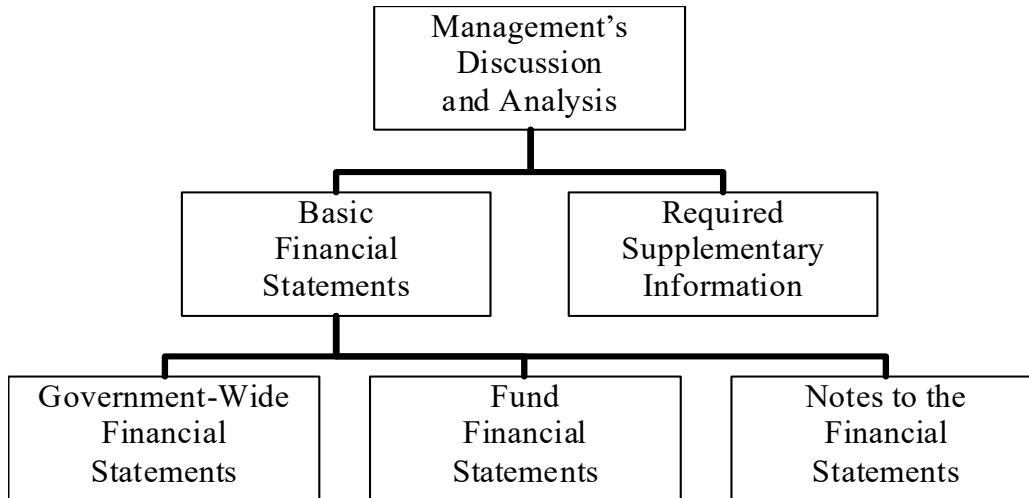 Management’s
Discussion
and Analysis
Basic
Financial
Statements
Required
Supplementary
Information
Government-Wide
Financial
Statements
Fund
Financial
Statements
Notes to the
Financial
Statements